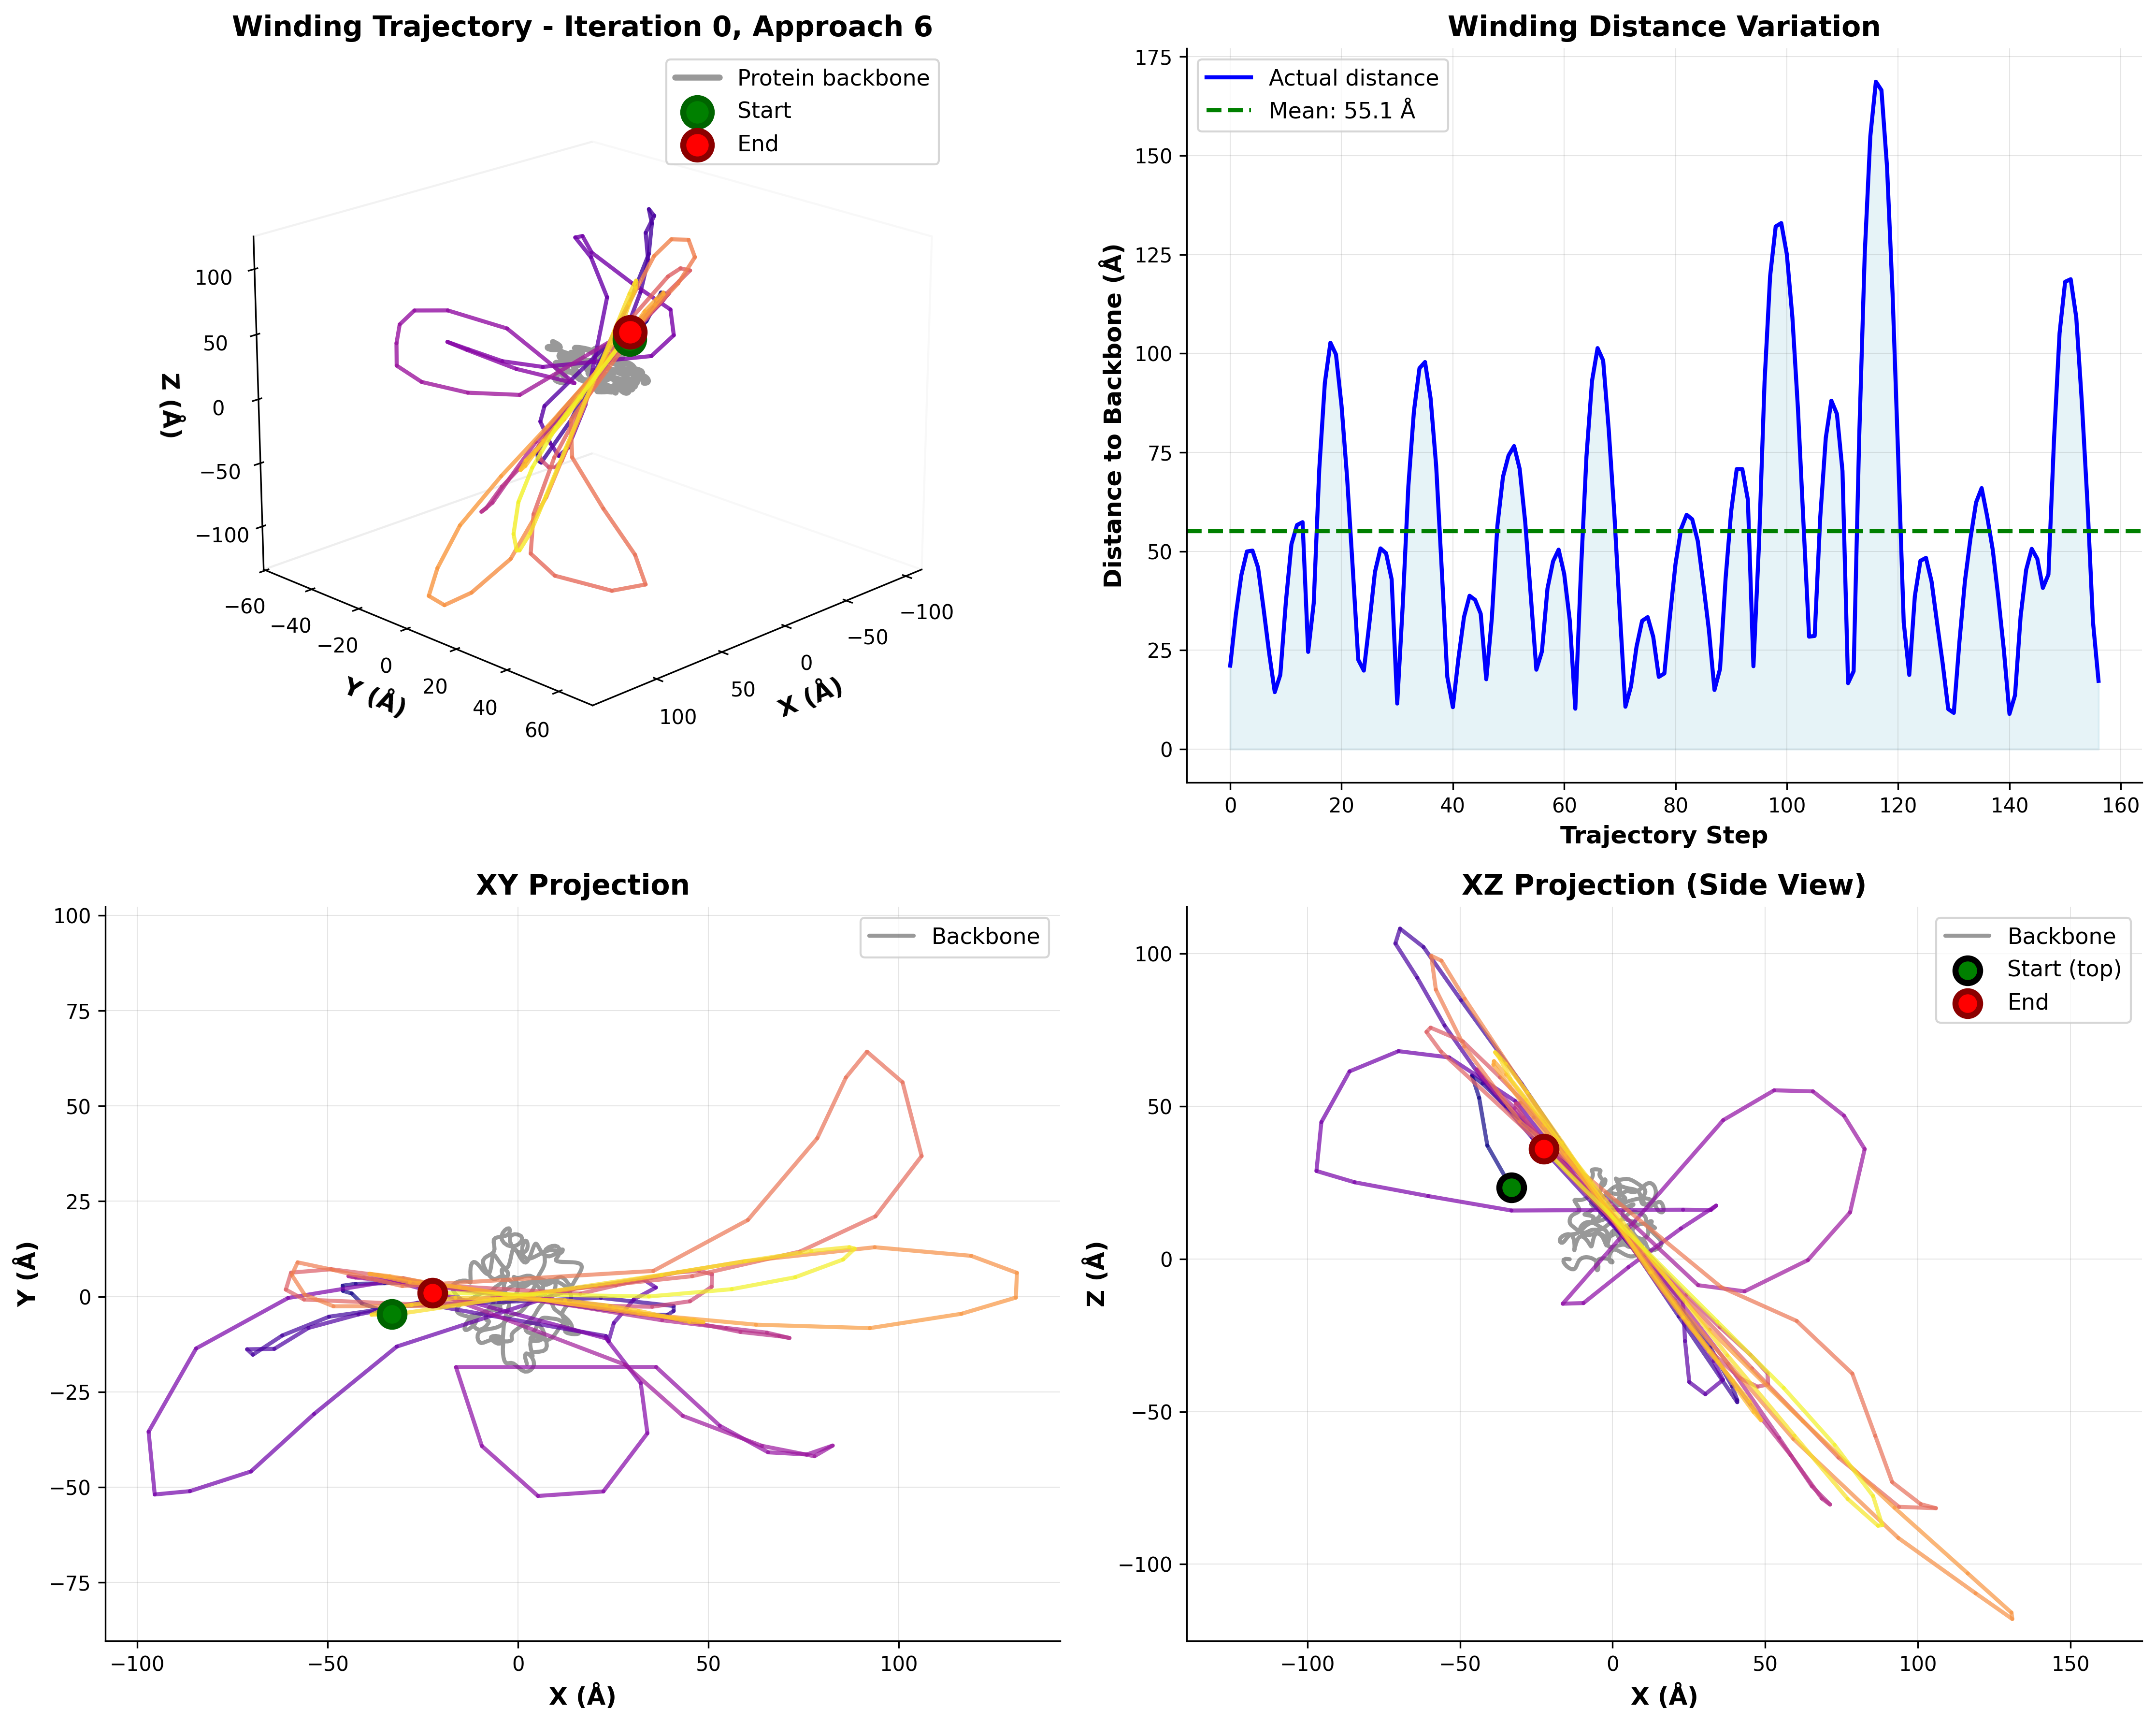 Winding Trajectory - Iteration 0, Approach 6
Protein backbone
Start
End
100
50
0
−50
−100
Z (Å)
−60
−40
−20
0
20
40
60
Y (Å)
100
50
0
−50
−100
X (Å)
Winding Distance Variation
Actual distance
Mean: 55.1 Å
175
150
125
100
75
50
25
0
Distance to Backbone (Å)
0
20
40
60
80
100
120
140
160
Trajectory Step
XY Projection
Backbone
100
75
50
25
0
−25
−50
−75
Y (Å)
−100
−50
0
50
100
X (Å)
XZ Projection (Side View)
Backbone
Start (top)
End
100
50
0
−50
−100
Z (Å)
−100
−50
0
50
100
150
X (Å)